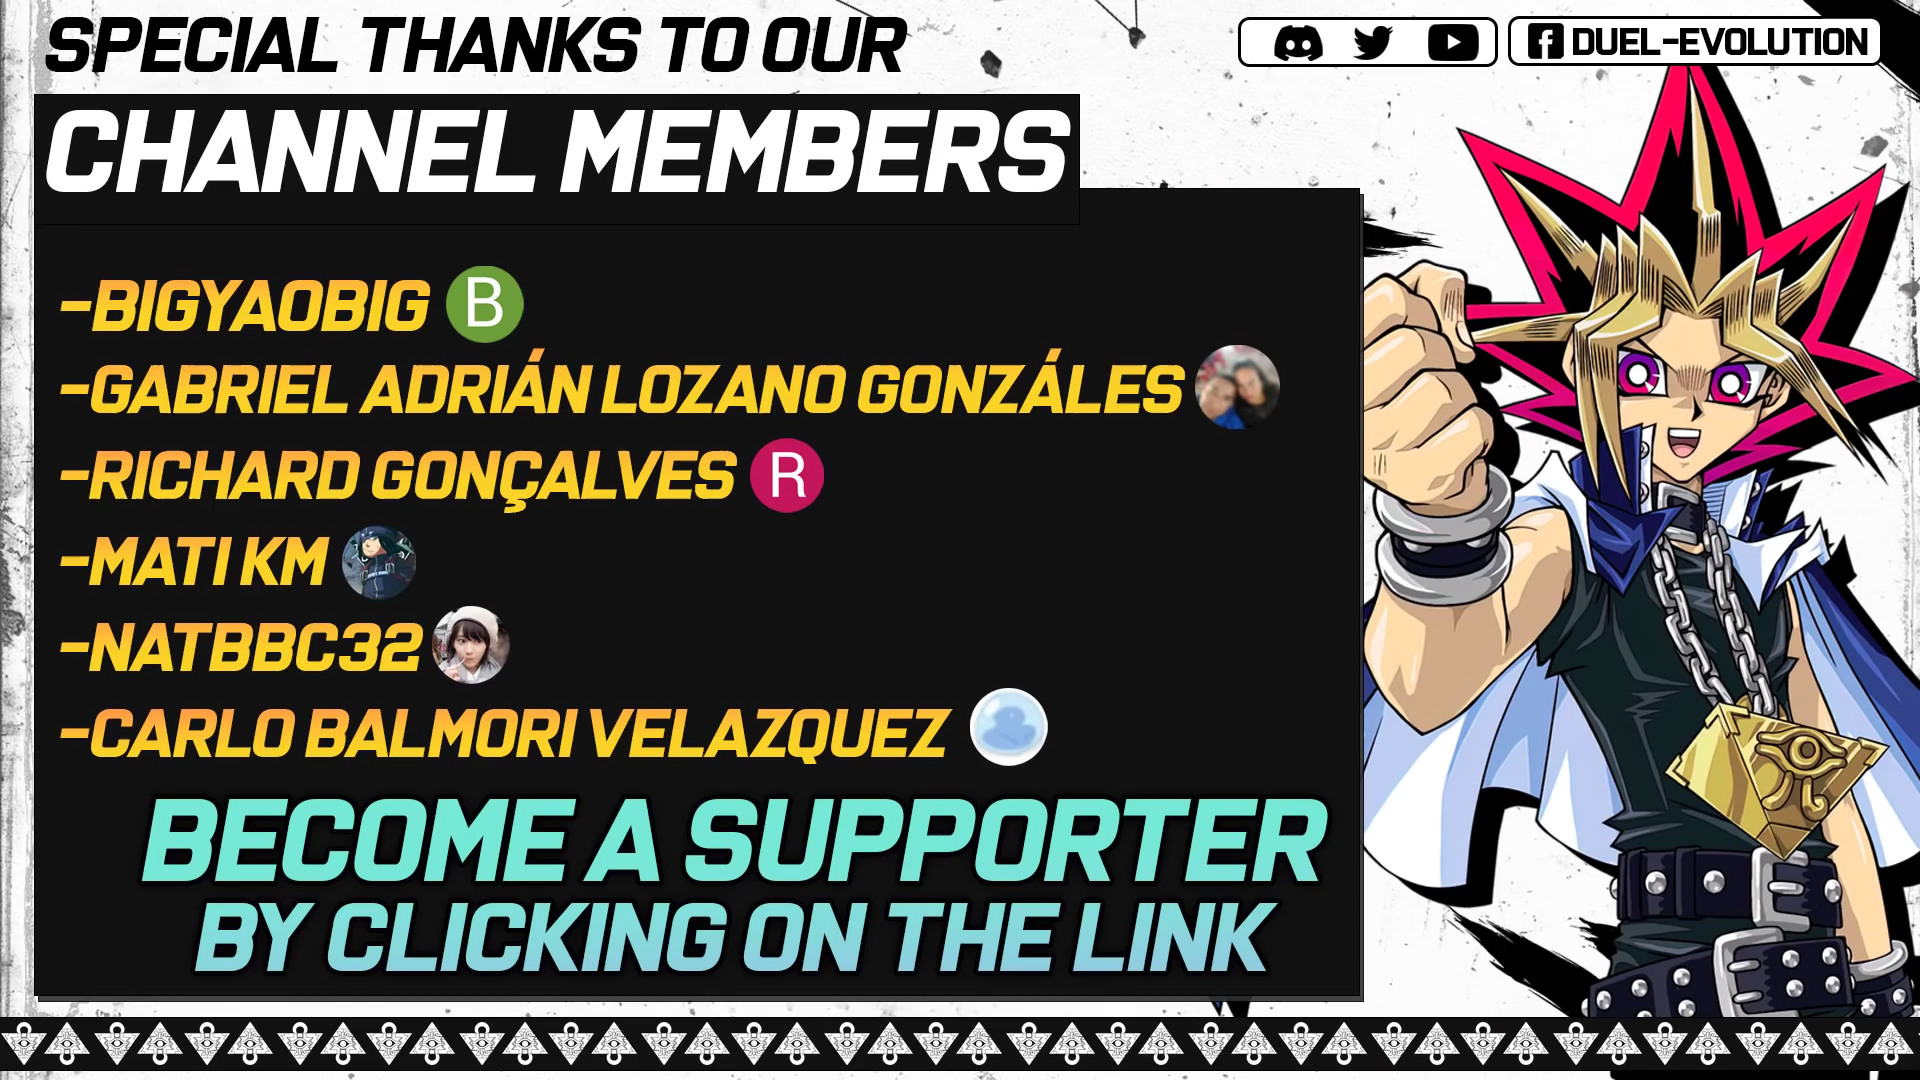 SPECIAL THANKS TO OUR
DUEL-EVOLUTION
CHANNEL MEMBERS
-BIGYAOBIG B
-GABRIEL ADRIÁN LOZANO GONZÁLES
-RICHARD GONÇALVES R
-MATI KM
-NATBBC32
-CARLO BALMORI VELAZQUEZ
BECOME A SUPPORTER
BY CLICKING ON THE LINK